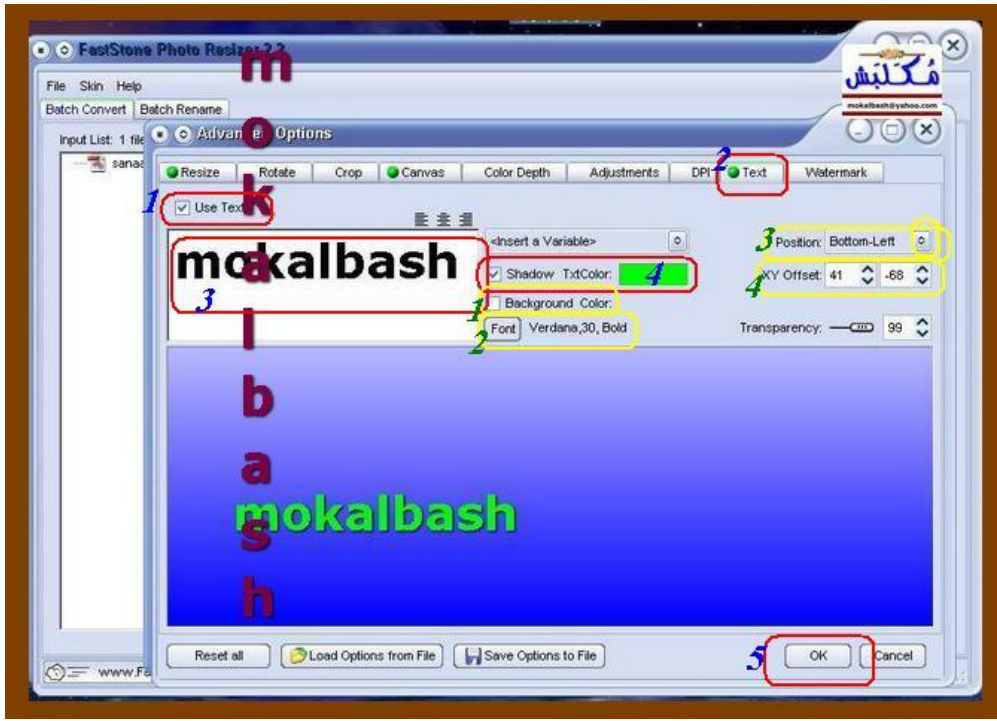 FastStone Photo Resizer 2.2
File Skin Help
مُكَلبَش
mokalbash@yahoo.com
Batch Convert Batch Rename
Input List: 1 file
sanaa
Advanced Options
Resize Rotate Crop Canvas Color Depth Adjustments DPI 2 Text Watermark
1 Use Text
mokalbash
3
<Insert a Variable>
3 Position: Bottom-Left
Shadow TxtColor: 4
4 XY Offset: 41 -68
1 Background Color:
2 Font Verdana,30, Bold
Transparency: 99
mokalbash
m
o
k
a
l
b
a
s
h
Reset all Load Options from File Save Options to File 5 OK Cancel
www.Fa